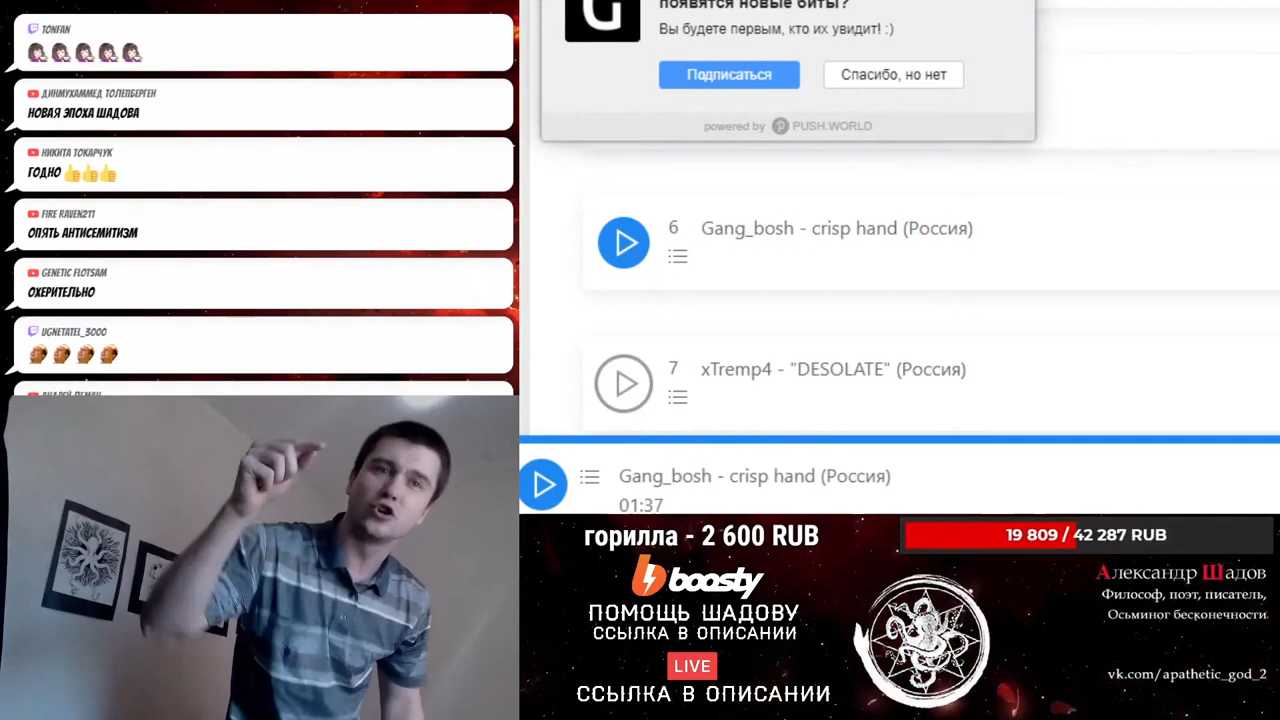 TONFAN
ДИНМУХАММЕД ТОЛЕПБЕРГЕН
НОВАЯ ЭПОХА ШАДОВА
НИКИТА ТОКАРЧУК
ГОДНО
FIRE RAVEN211
ОПЯТЬ АНТИСЕМИТИЗМ
GENETIC FLOTSAM
ОХЕРИТЕЛЬНО
UGNETATEL_3000
G
появятся новые биты?
Вы будете первым, кто их увидит! :)
Подписаться
Спасибо, но нет
powered by PUSH.WORLD
6 Gang_bosh - crisp hand (Россия)
7 xTremp4 - "DESOLATE" (Россия)
Gang_bosh - crisp hand (Россия)
01:37
горилла - 2 600 RUB
boosty
ПОМОЩЬ ШАДОВУ
ССЫЛКА В ОПИСАНИИ
LIVE
ССЫЛКА В ОПИСАНИИ
19 809 / 42 287 RUB
Александр Шадов
Философ, поэт, писатель,
Осьминог бесконечности
vk.com/apathetic_god_2